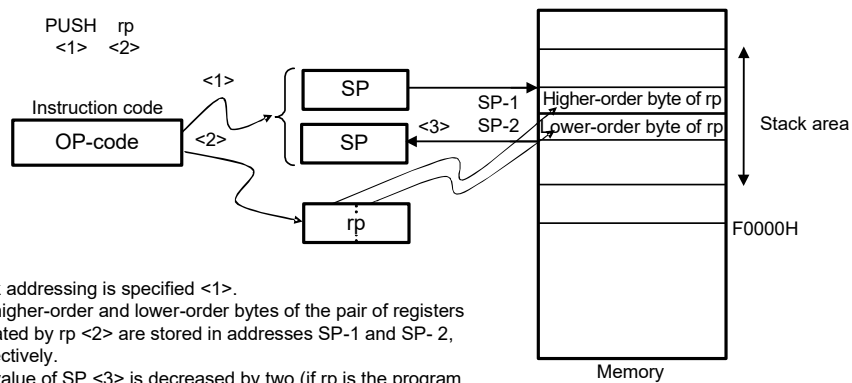 PUSH rp
<1> <2>
<1>
SP
Instruction code
SP-1 Higher-order byte of rp
OP-code
<2>
SP
<3>
SP-2 Lower-order byte of rp
Stack area
rp
F0000H
addressing is specified <1>.
higher-order and lower-order bytes of the pair of registers
ated by rp <2> are stored in addresses SP-1 and SP- 2,
ectively.
value of SP <3> is decreased by two (if rp is the program
Memory